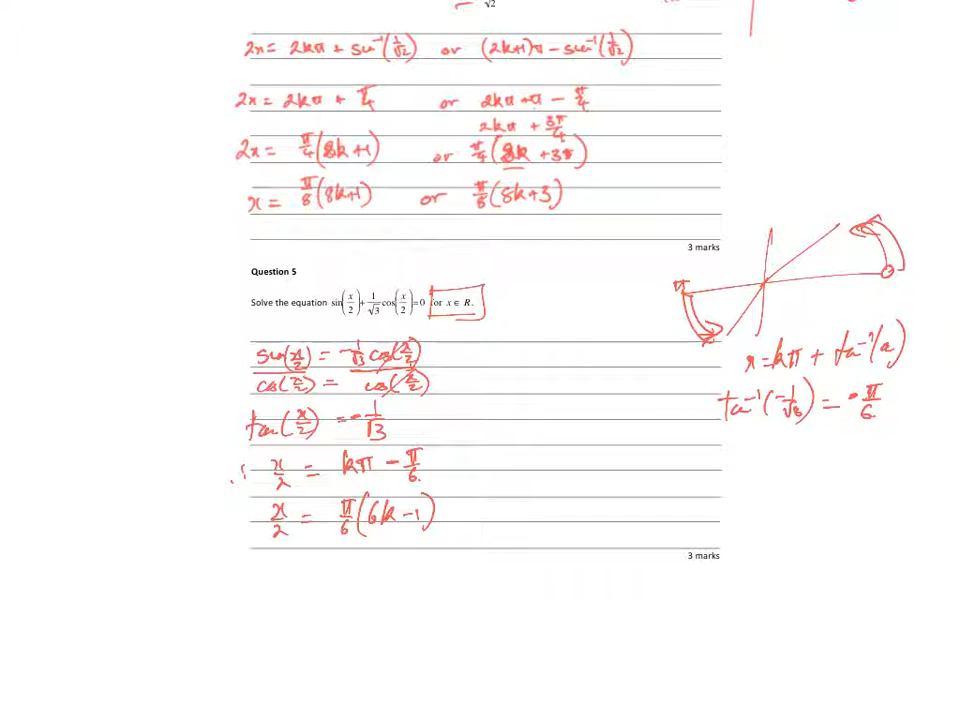 √2
2x = 2kπ + sin⁻¹(1/√2) or (2k+1)π − sin⁻¹(1/√2)
2x = 2kπ + π/4 or 2kπ + π − π/4
2kπ + 3π/4
2x = π/4(8k+1) or π/4(8k + 3)
x = π/8(8k+1) or π/8(8k+3)
3 marks
Question 5
Solve the equation sin(x/2) + 1/√3 cos(x/2) = 0 for x ∈ R.
sin(x/2) = −1/√3 cos(x/2)
cos(x/2) = cos(x/2)
tan(x/2) = −1/√3
∴ x/2 = kπ − π/6
x/2 = π/6(6k − 1)
3 marks
π
x = kπ + tan⁻¹(a)
tan⁻¹(−1/√3) = −π/6